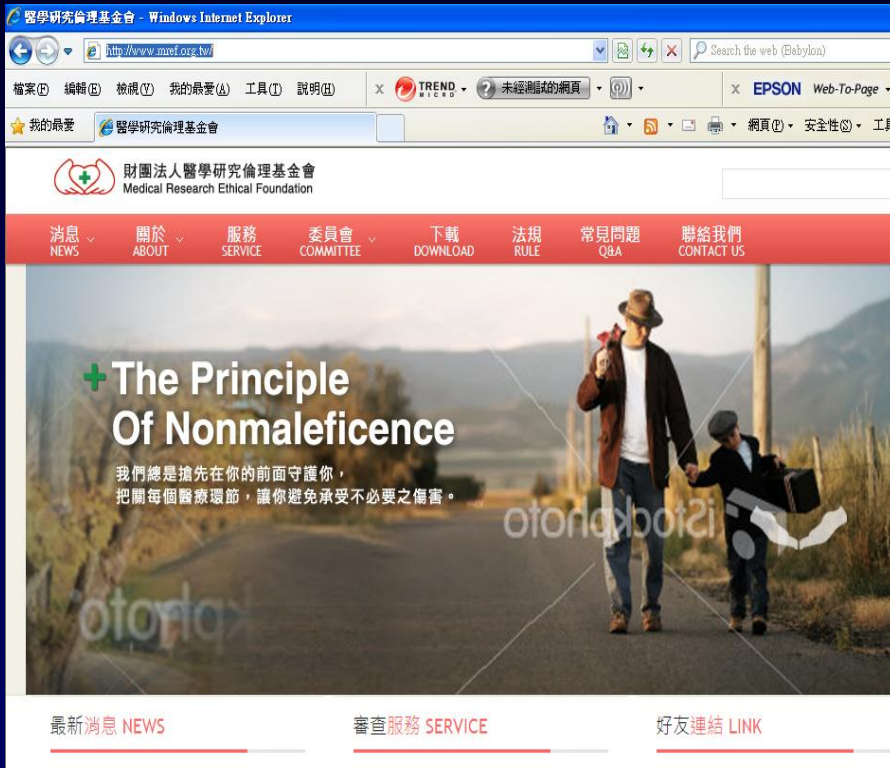 醫學研究倫理基金會 - Windows Internet Explorer
http://www.mref.org.tw/
Search the web (Babylon)
檔案(F) 編輯(E) 檢視(V) 我的最愛(A) 工具(T) 說明(H) x TREND MICRO 未經測試的網頁 x EPSON Web-To-Page
我的最愛 醫學研究倫理基金會 網頁(P) 安全性(S) 工具
財團法人醫學研究倫理基金會
Medical Research Ethical Foundation
消息 關於 服務 委員會 下載 法規 常見問題 聯絡我們
NEWS ABOUT SERVICE COMMITTEE DOWNLOAD RULE Q&A CONTACT US
The Principle
Of Nonmaleficence
我們總是搶先在你的前面守護你，
把關每個醫療環節，讓你避免承受不必要之傷害。
iStockphoto
kphoto
最新消息 NEWS 審查服務 SERVICE 好友連結 LINK